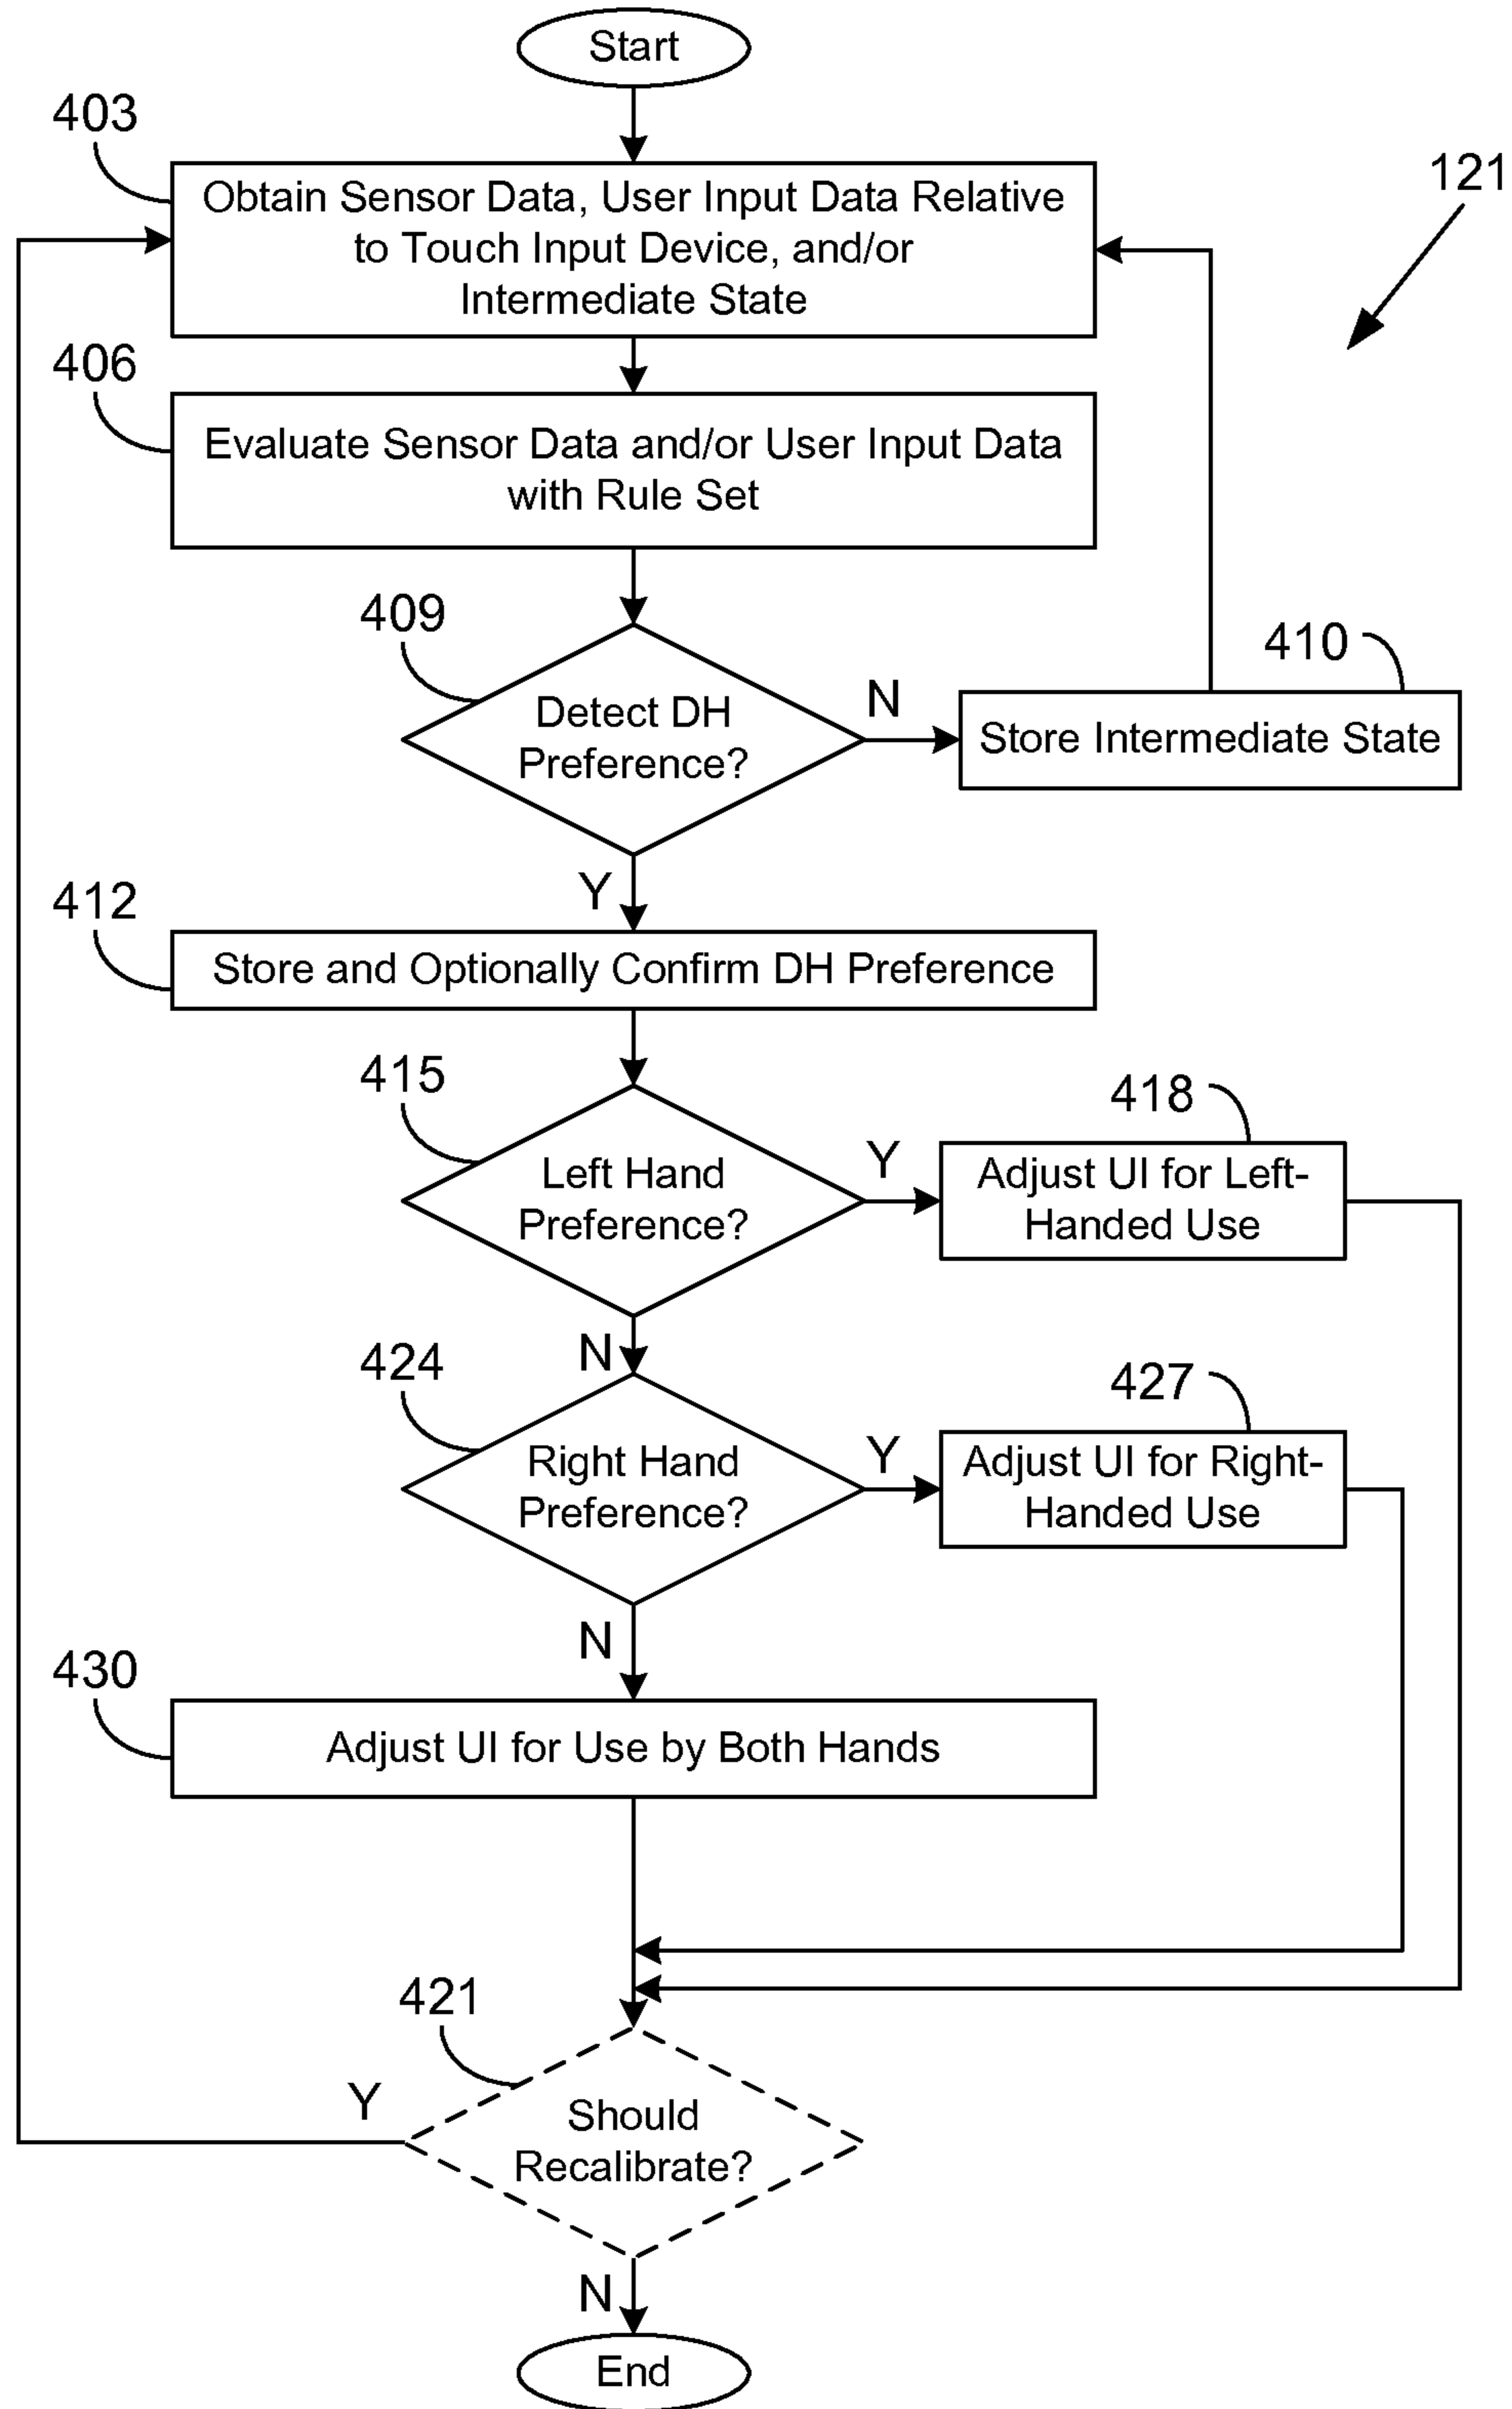 Start
403
121
Obtain Sensor Data, User Input Data Relative
to Touch Input Device, and/or
Intermediate State
406
Evaluate Sensor Data and/or User Input Data
with Rule Set
409
Detect DH
Preference?
N
410
Store Intermediate State
Y
412
Store and Optionally Confirm DH Preference
415
Left Hand
Preference?
Y
418
Adjust UI for Left-
Handed Use
N
424
Right Hand
Preference?
Y
427
Adjust UI for Right-
Handed Use
N
430
Adjust UI for Use by Both Hands
421
Should
Recalibrate?
Y
N
End